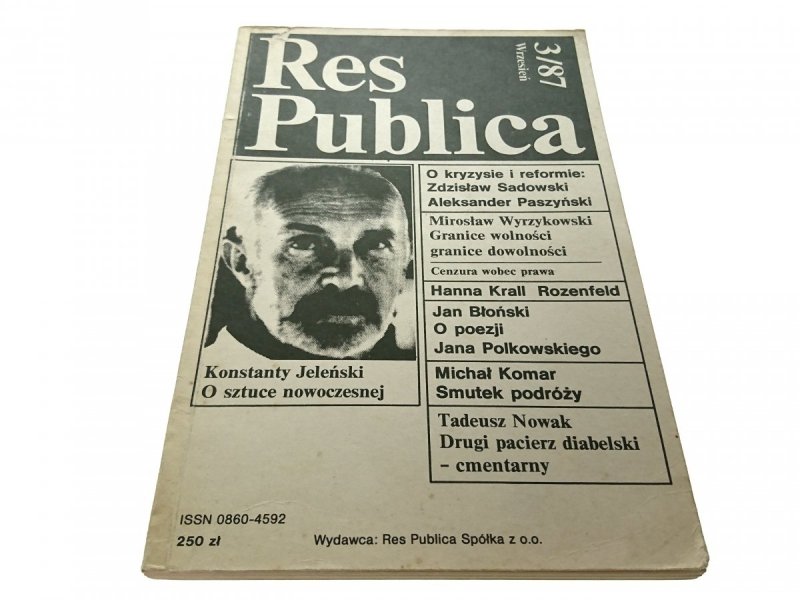 Res
Publica
3/87
Wrzesień
Konstanty Jeleński
O sztuce nowoczesnej
O kryzysie i reformie:
Zdzisław Sadowski
Aleksander Paszyński
Mirosław Wyrzykowski
Granice wolności
granice dowolności
Cenzura wobec prawa
Hanna Krall Rozenfeld
Jan Błoński
O poezji
Jana Polkowskiego
Michał Komar
Smutek podróży
Tadeusz Nowak
Drugi pacierz diabelski
– cmentarny
ISSN 0860-4592
250 zł
Wydawca: Res Publica Spółka z o.o.